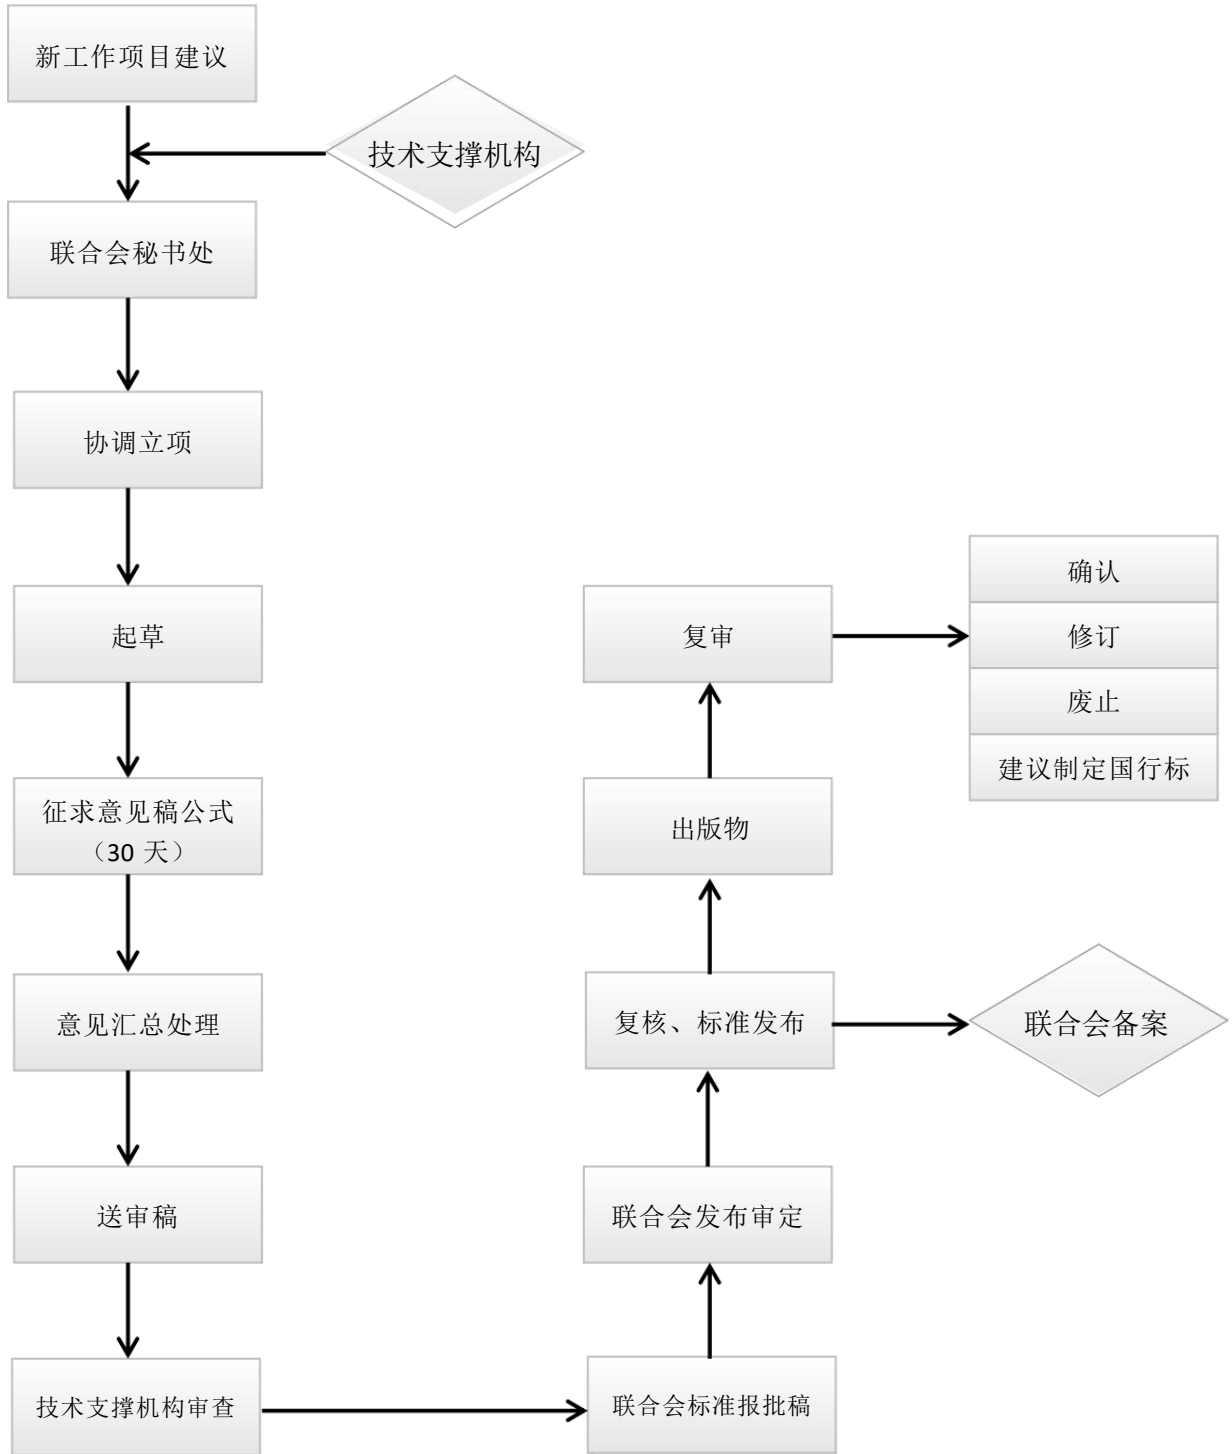 新工作项目建议
技术支撑机构
联合会秘书处
协调立项
起草
征求意见稿公式
（30 天）
意见汇总处理
送审稿
技术支撑机构审查
联合会标准报批稿
联合会发布审定
复核、标准发布
联合会备案
出版物
复审
确认
修订
废止
建议制定国行标